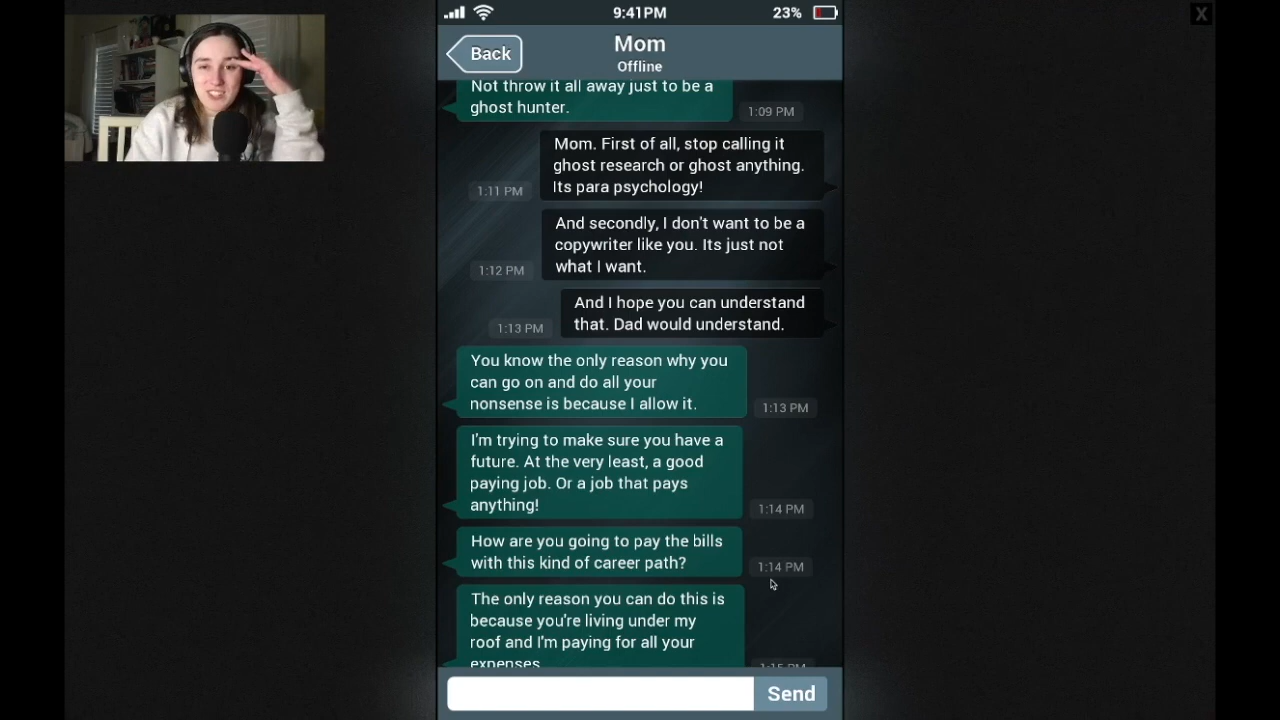 9:41PM
23%
X
Back
Mom
Offline
Not throw it all away just to be a
ghost hunter.
1:09 PM
Mom. First of all, stop calling it
ghost research or ghost anything.
Its para psychology!
1:11 PM
And secondly, I don't want to be a
copywriter like you. Its just not
what I want.
1:12 PM
And I hope you can understand
that. Dad would understand.
1:13 PM
You know the only reason why you
can go on and do all your
nonsense is because I allow it.
1:13 PM
I'm trying to make sure you have a
future. At the very least, a good
paying job. Or a job that pays
anything!
1:14 PM
How are you going to pay the bills
with this kind of career path?
1:14 PM
The only reason you can do this is
because you're living under my
roof and I'm paying for all your
expenses
1:15 PM
Send